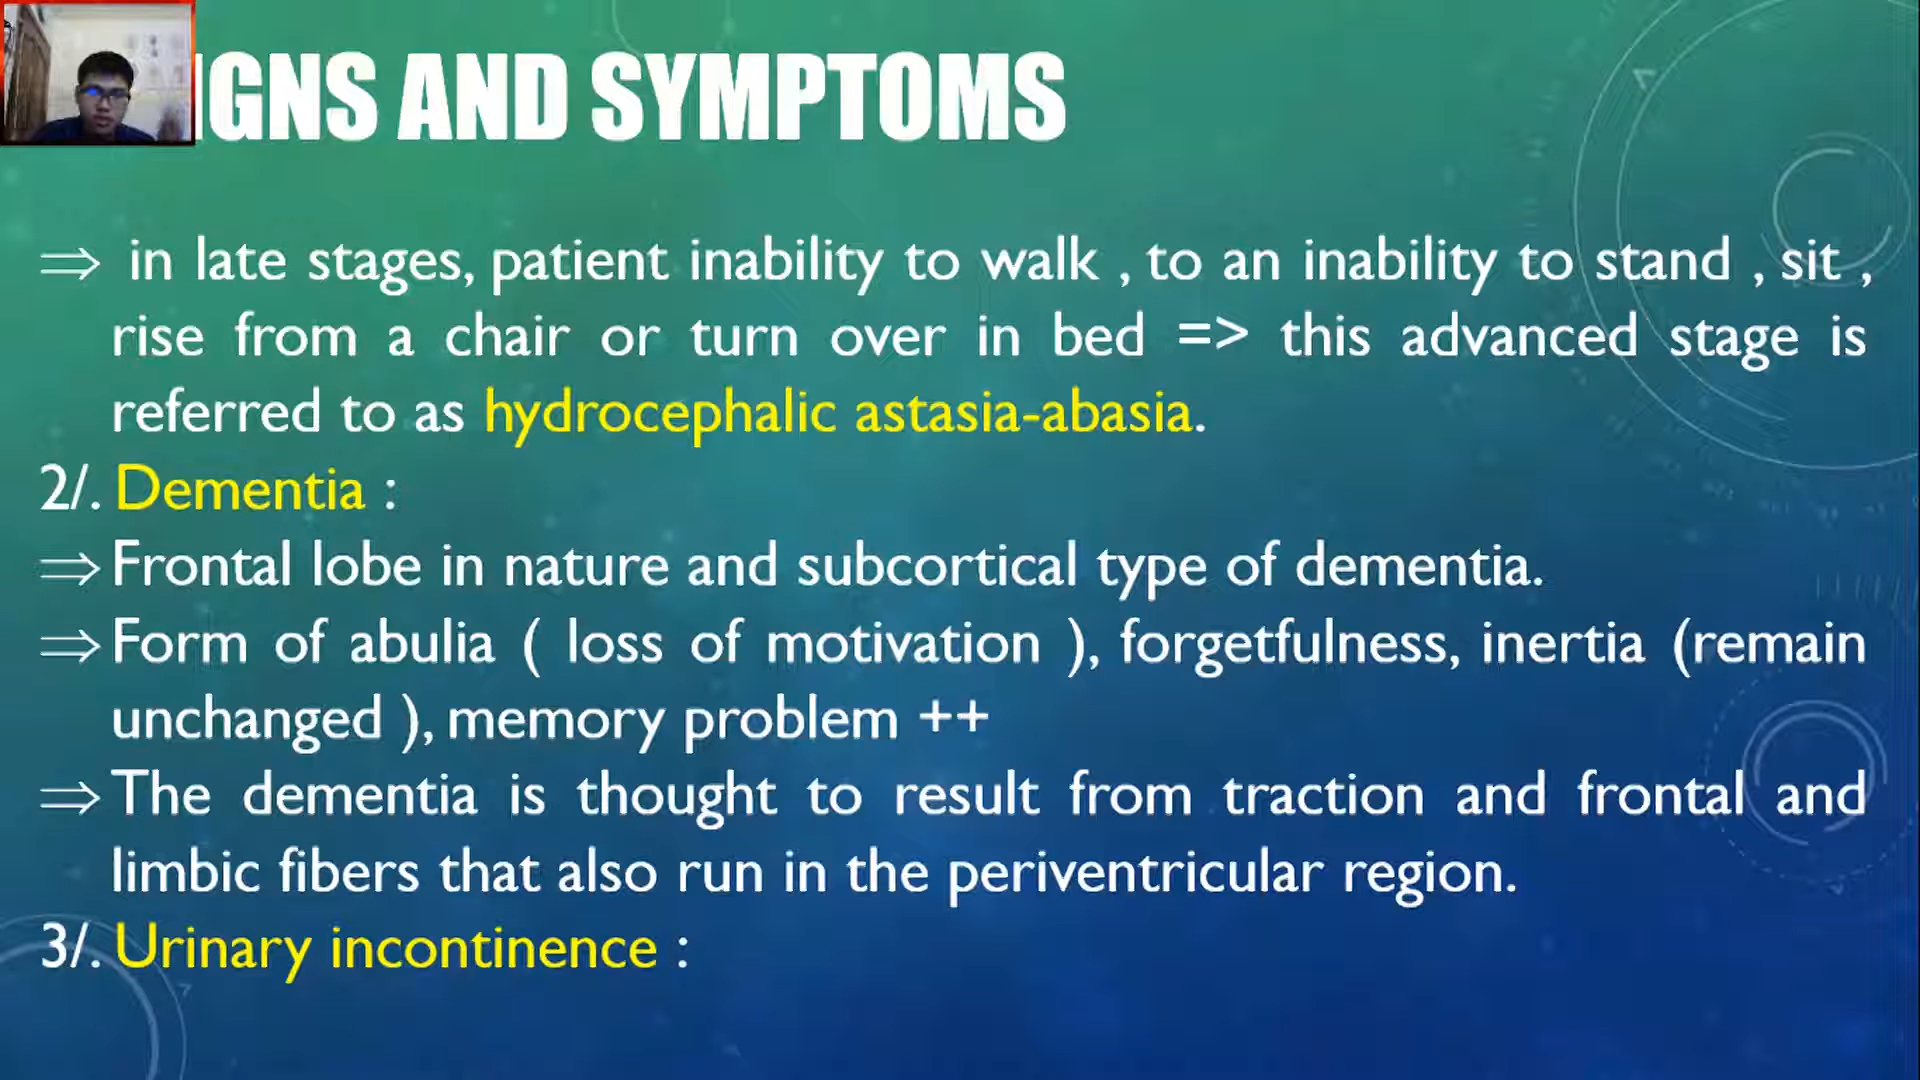 IGNS AND SYMPTOMS
⇒ in late stages, patient inability to walk , to an inability to stand , sit ,
rise from a chair or turn over in bed => this advanced stage is
referred to as hydrocephalic astasia-abasia.
2/. Dementia :
⇒ Frontal lobe in nature and subcortical type of dementia.
⇒ Form of abulia ( loss of motivation ), forgetfulness, inertia (remain
unchanged ), memory problem ++
⇒ The dementia is thought to result from traction and frontal and
limbic fibers that also run in the periventricular region.
3/. Urinary incontinence :